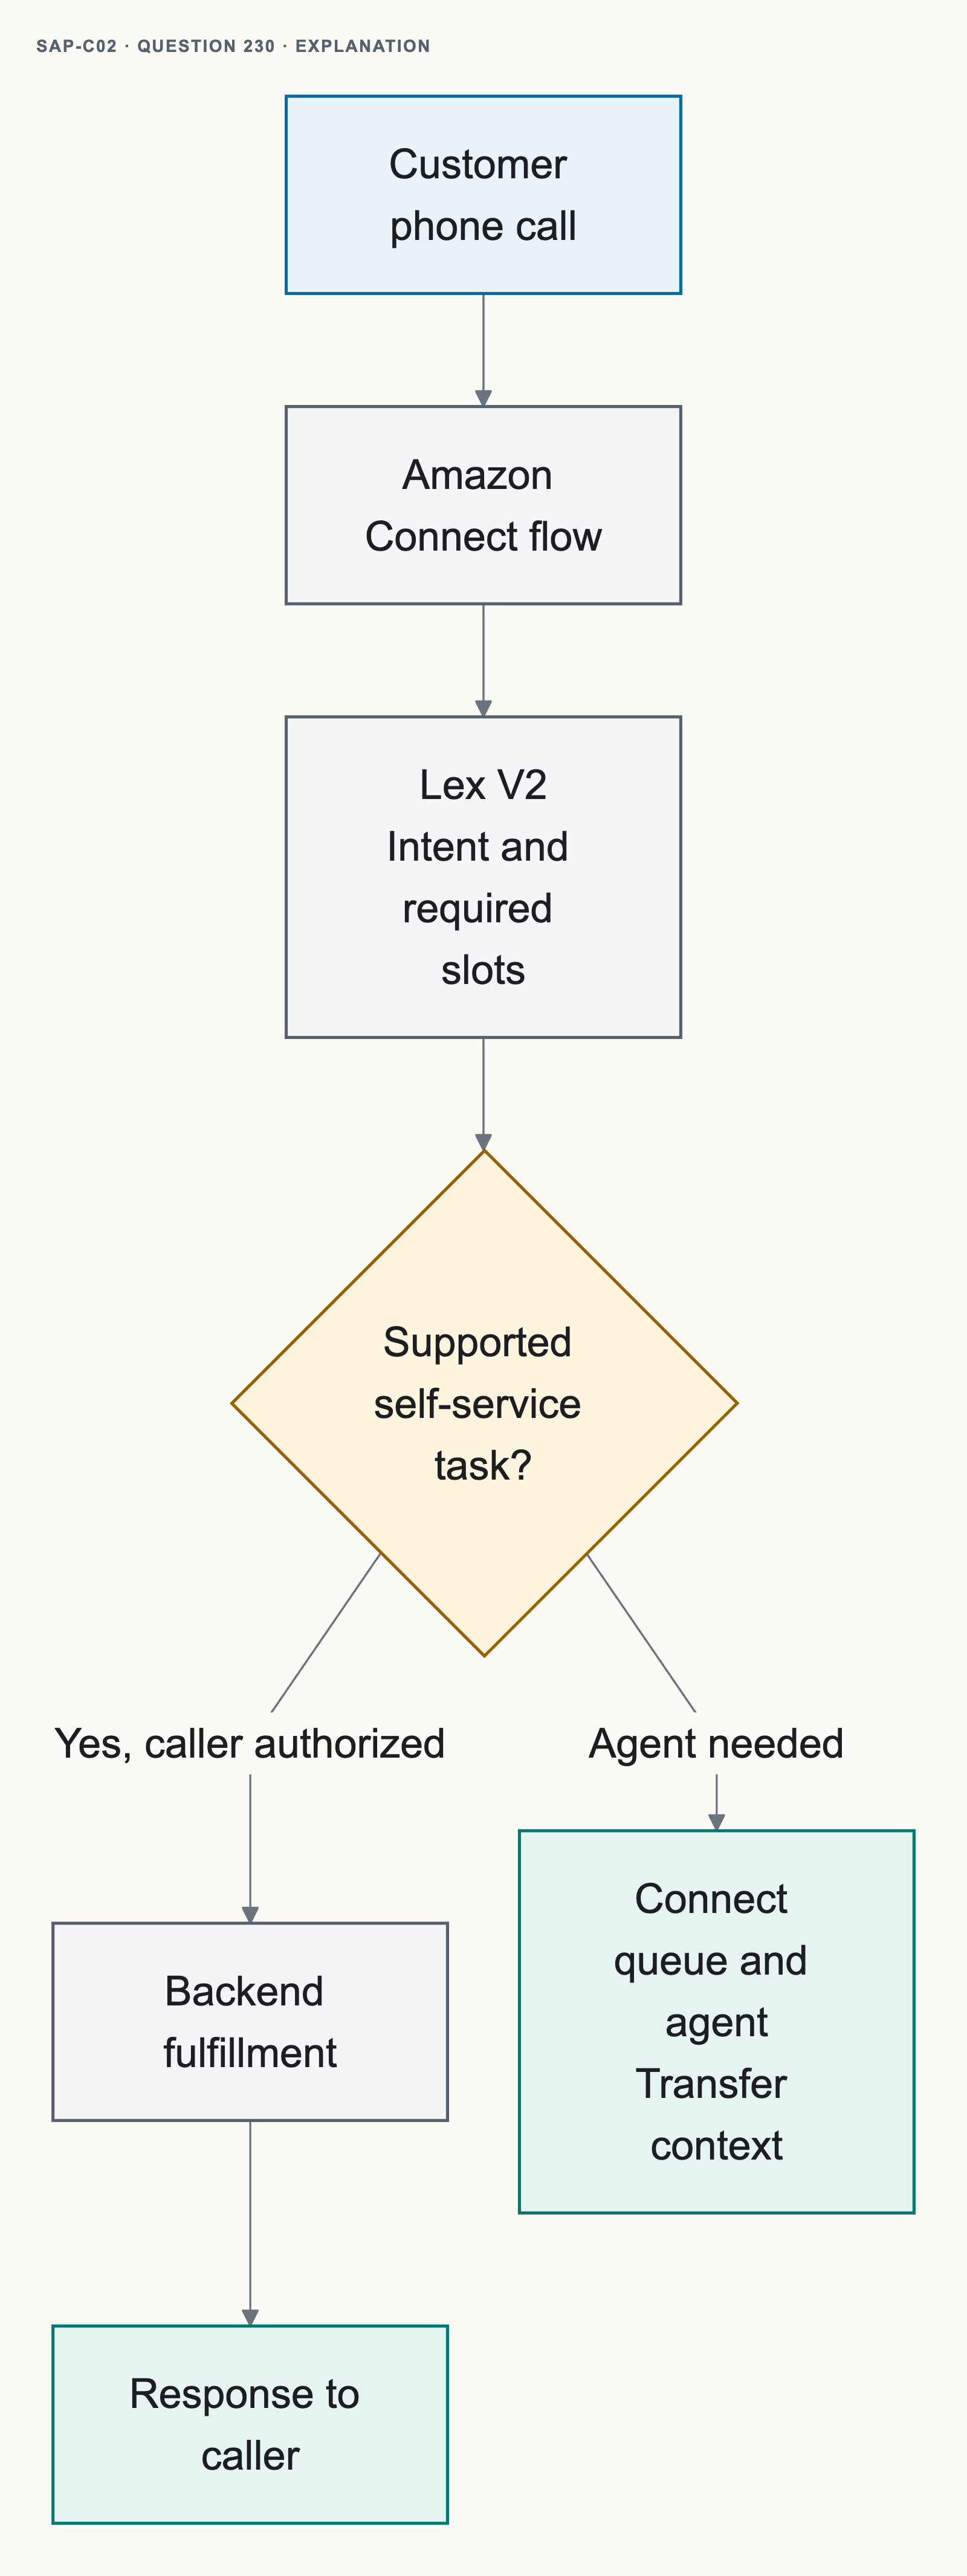 SAP-C02 · QUESTION 230 · EXPLANATION
Customer
phone call
Amazon
Connect flow
Lex V2
Intent and
required
slots
Supported
self-service
task?
Yes, caller authorized
Agent needed
Connect
queue and
agent
Transfer
context
Backend
fulfillment
Response to
caller